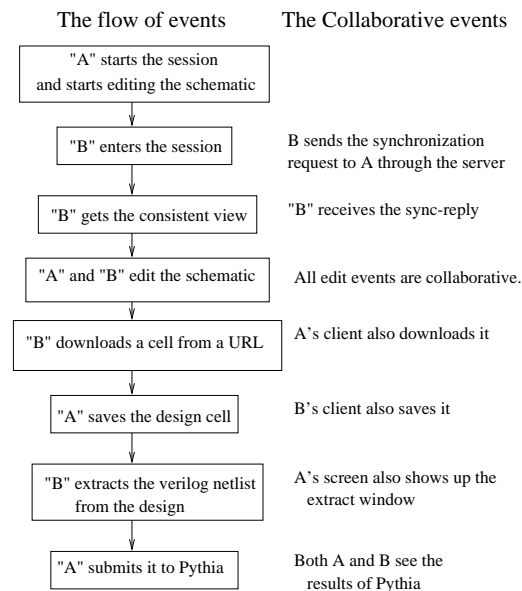 The flow of events
The Collaborative events
"A" starts the session
and starts editing the schematic
"B" enters the session
B sends the synchronization
request to A through the server
"B" gets the consistent view
"B" receives the sync-reply
"A" and "B" edit the schematic
All edit events are collaborative.
"B" downloads a cell from a URL
A's client also downloads it
"A" saves the design cell
B's client also saves it
"B" extracts the verilog netlist
from the design
A's screen also shows up the
extract window
"A" submits it to Pythia
Both A and B see the
results of Pythia